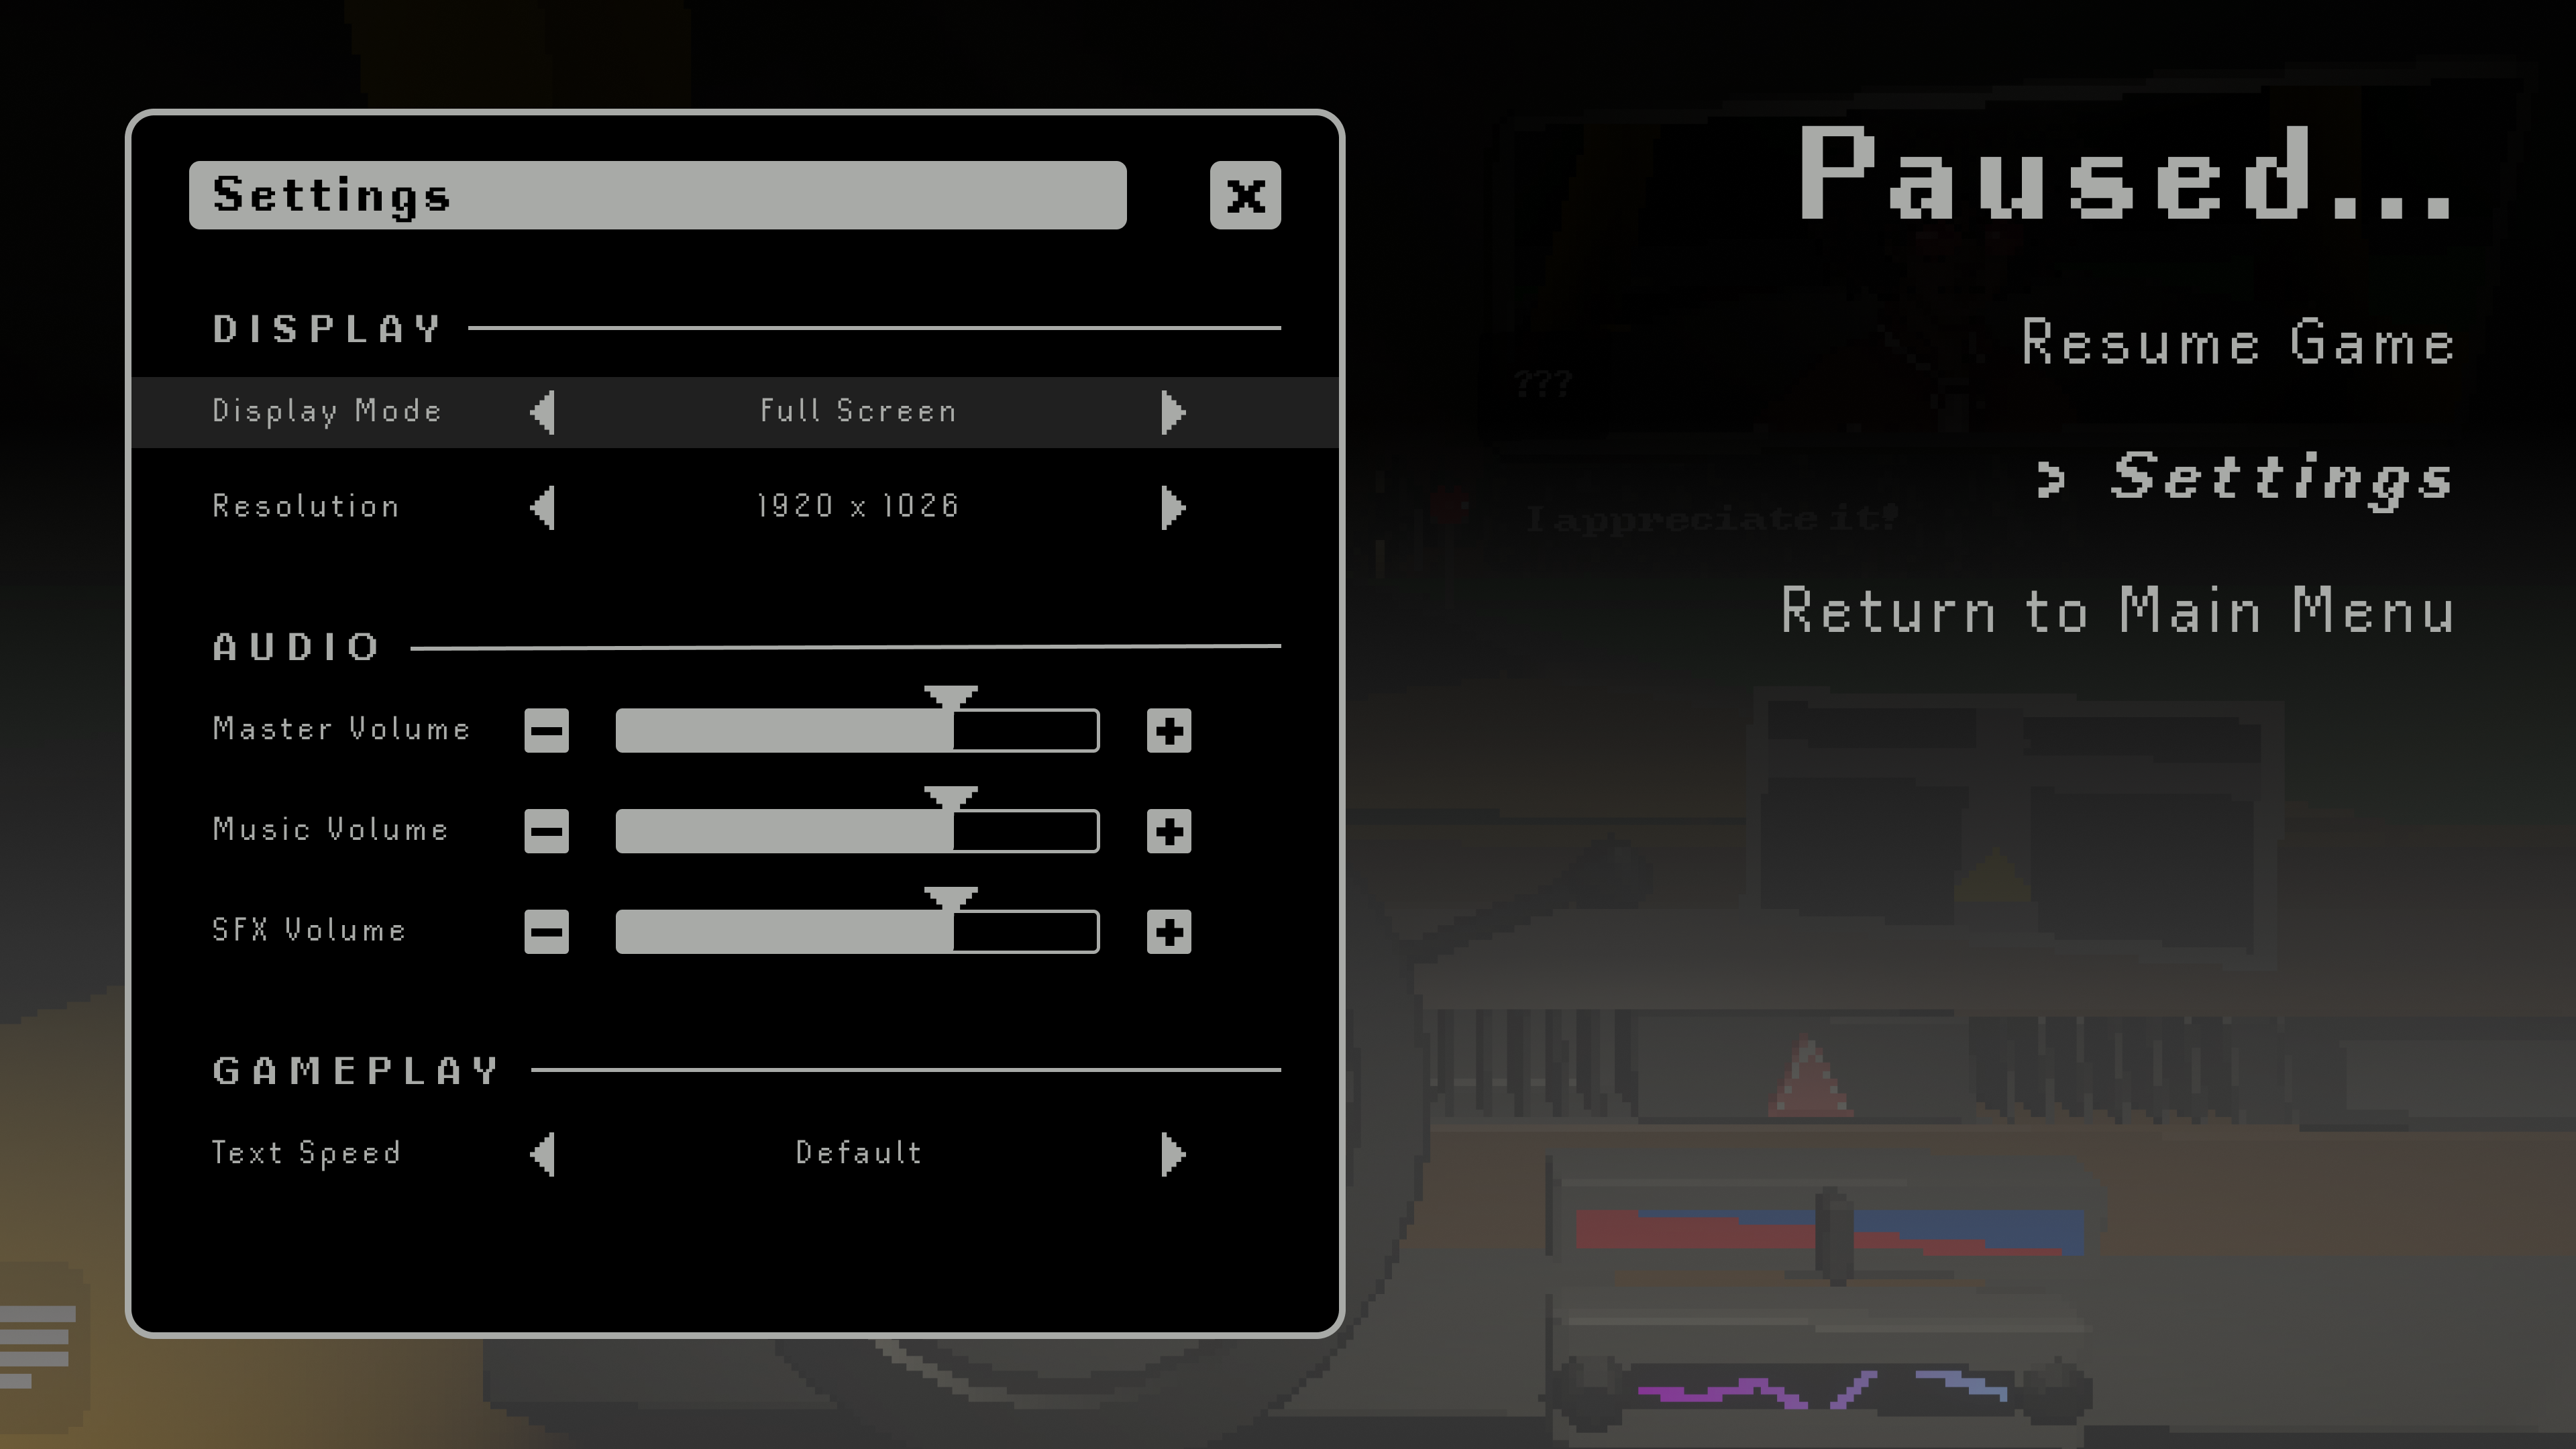 Settings
x
DISPLAY
Display Mode Full Screen
Resolution 1920 x 1026
AUDIO
Master Volume
Music Volume
SFX Volume
GAMEPLAY
Text Speed Default
Paused...
Resume Game
> Settings
Return to Main Menu
???
I appreciate it!